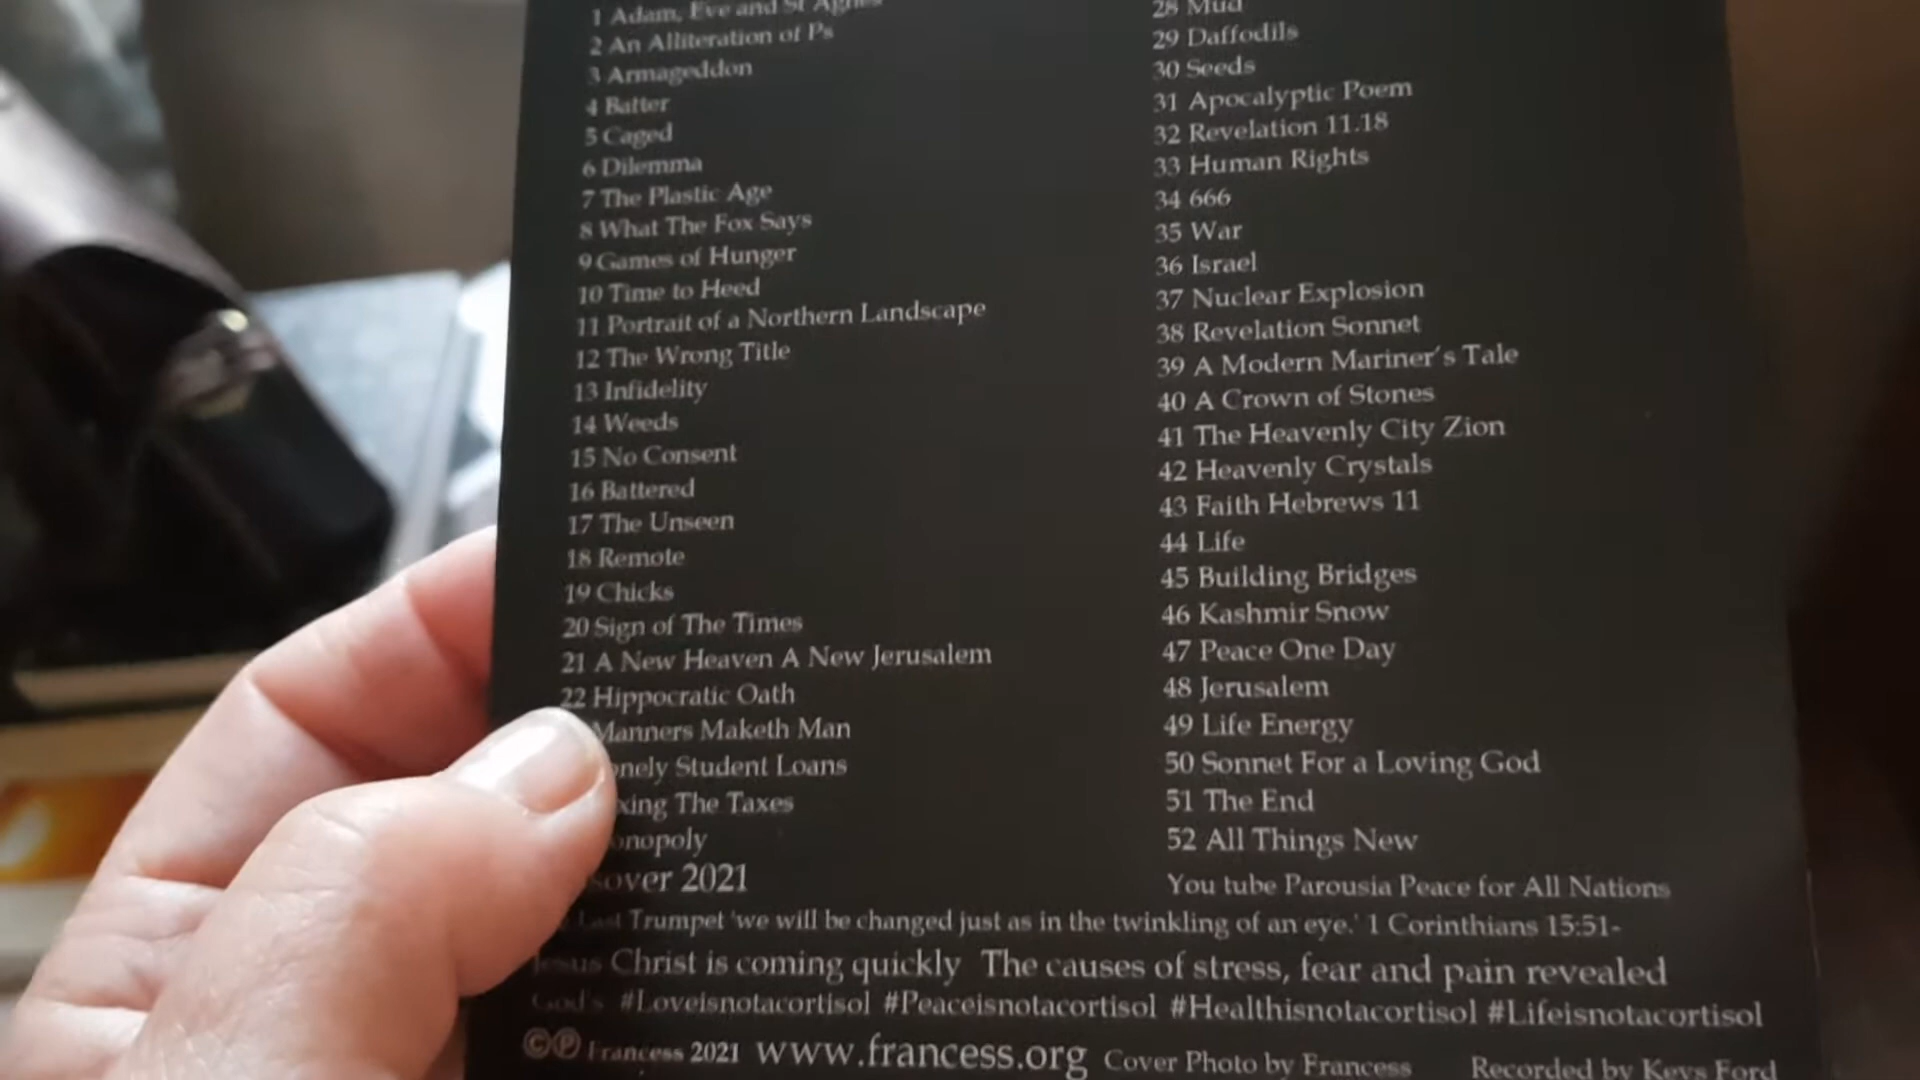 1 Adam, Eve and St Agnes
2 An Alliteration of Ps
3 Armageddon
4 Batter
5 Caged
6 Dilemma
7 The Plastic Age
8 What The Fox Says
9 Games of Hunger
10 Time to Heed
11 Portrait of a Northern Landscape
12 The Wrong Title
13 Infidelity
14 Weeds
15 No Consent
16 Battered
17 The Unseen
18 Remote
19 Chicks
20 Sign of The Times
21 A New Heaven A New Jerusalem
22 Hippocratic Oath
Manners Maketh Man
Student Loans
The Taxes
2021
28 Mud
29 Daffodils
30 Seeds
31 Apocalyptic Poem
32 Revelation 11.18
33 Human Rights
34 666
35 War
36 Israel
37 Nuclear Explosion
38 Revelation Sonnet
39 A Modern Mariner's Tale
40 A Crown of Stones
41 The Heavenly City Zion
42 Heavenly Crystals
43 Faith Hebrews 11
44 Life
45 Building Bridges
46 Kashmir Snow
47 Peace One Day
48 Jerusalem
49 Life Energy
50 Sonnet For a Loving God
51 The End
52 All Things New
You tube Parousia Peace for All Nations
Last Trumpet 'we will be changed just as in the twinkling of an eye.' 1 Corinthians 15:51-
Jesus Christ is coming quickly The causes of stress, fear and pain revealed
God's #Loveisnotacortisol #Peaceisnotacortisol #Healthisnotacortisol #Lifeisnotacortisol
©℗ Francess 2021 www.francess.org Cover Photo by Francess Recorded by Keys Ford